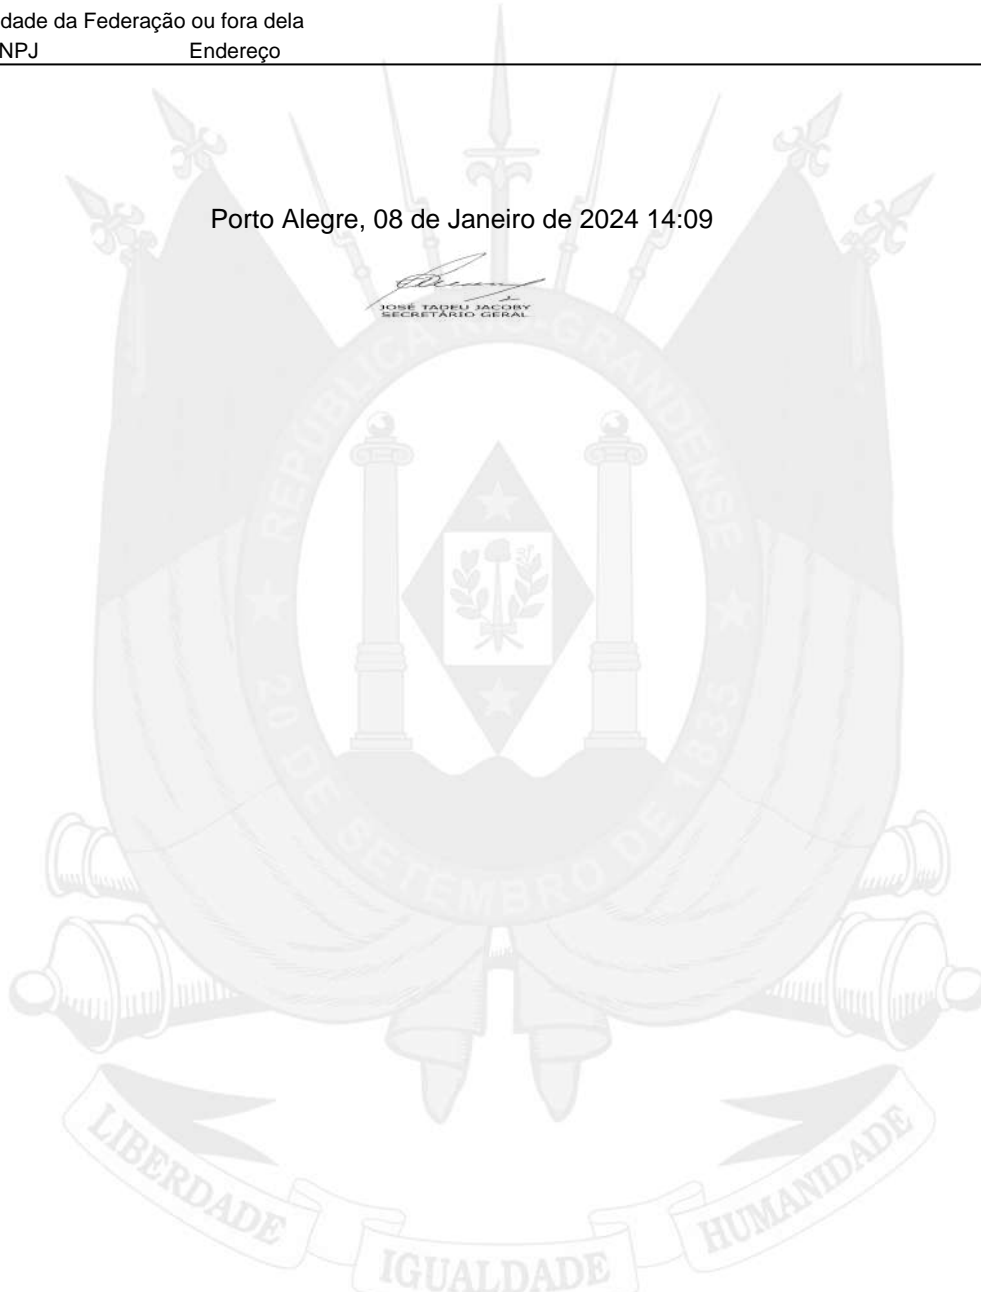 dade da Federação ou fora dela
NPJ Endereço
Porto Alegre, 08 de Janeiro de 2024 14:09
JOSÉ TADEU JACOBY
SECRETÁRIO GERAL
REPUBLICA RIO-GRANDENSE
20 DE SETEMBRO DE 1835
LIBERDADE IGUALDADE HUMANIDADE